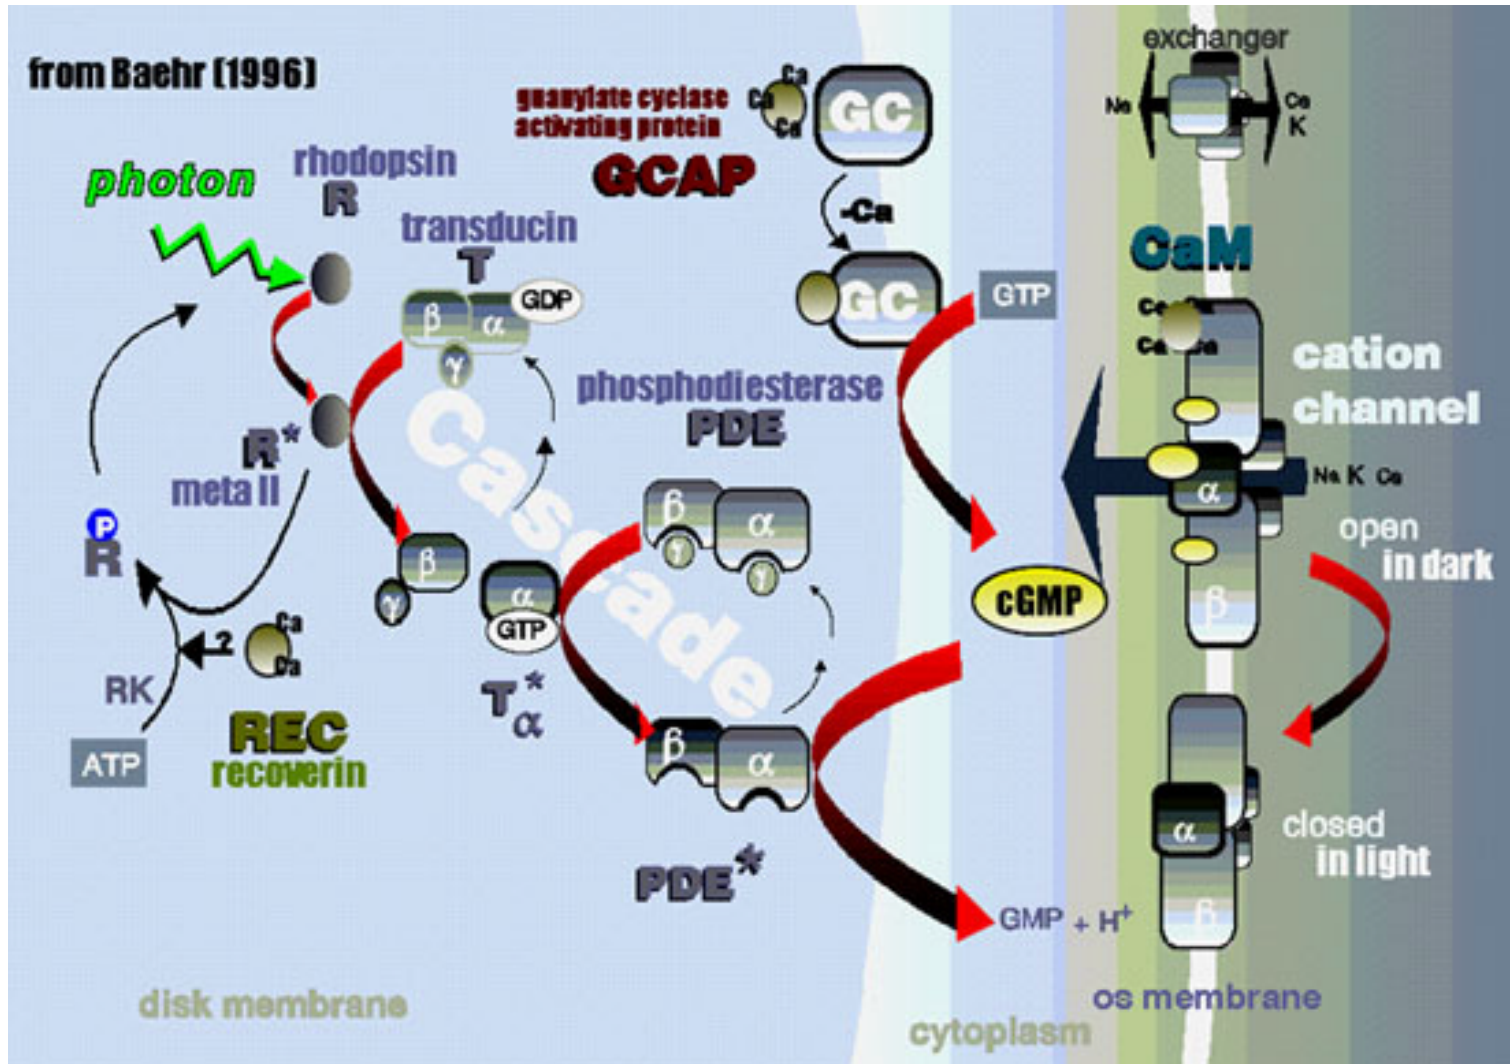 from Baehr (1996)
photon
rhodopsin
R
transducin
T
β
α
GDP
γ
guanylate cyclase
activating protein
GCAP
Ca
Ca
Ca
GC
-Ca
GC
GTP
phosphodiesterase
PDE
β
α
γ
γ
Cascade
R*
meta II
P
R
RK
ATP
?
Ca
Ca
REC
recoverin
β
γ
α
GTP
T*
α
β
α
PDE*
cGMP
GMP + H+
exchanger
Na
Ca
K
CaM
Ca
Ca
cation
channel
α
Na K Ca
open
in dark
β
closed
in light
α
β
disk membrane
cytoplasm
os membrane